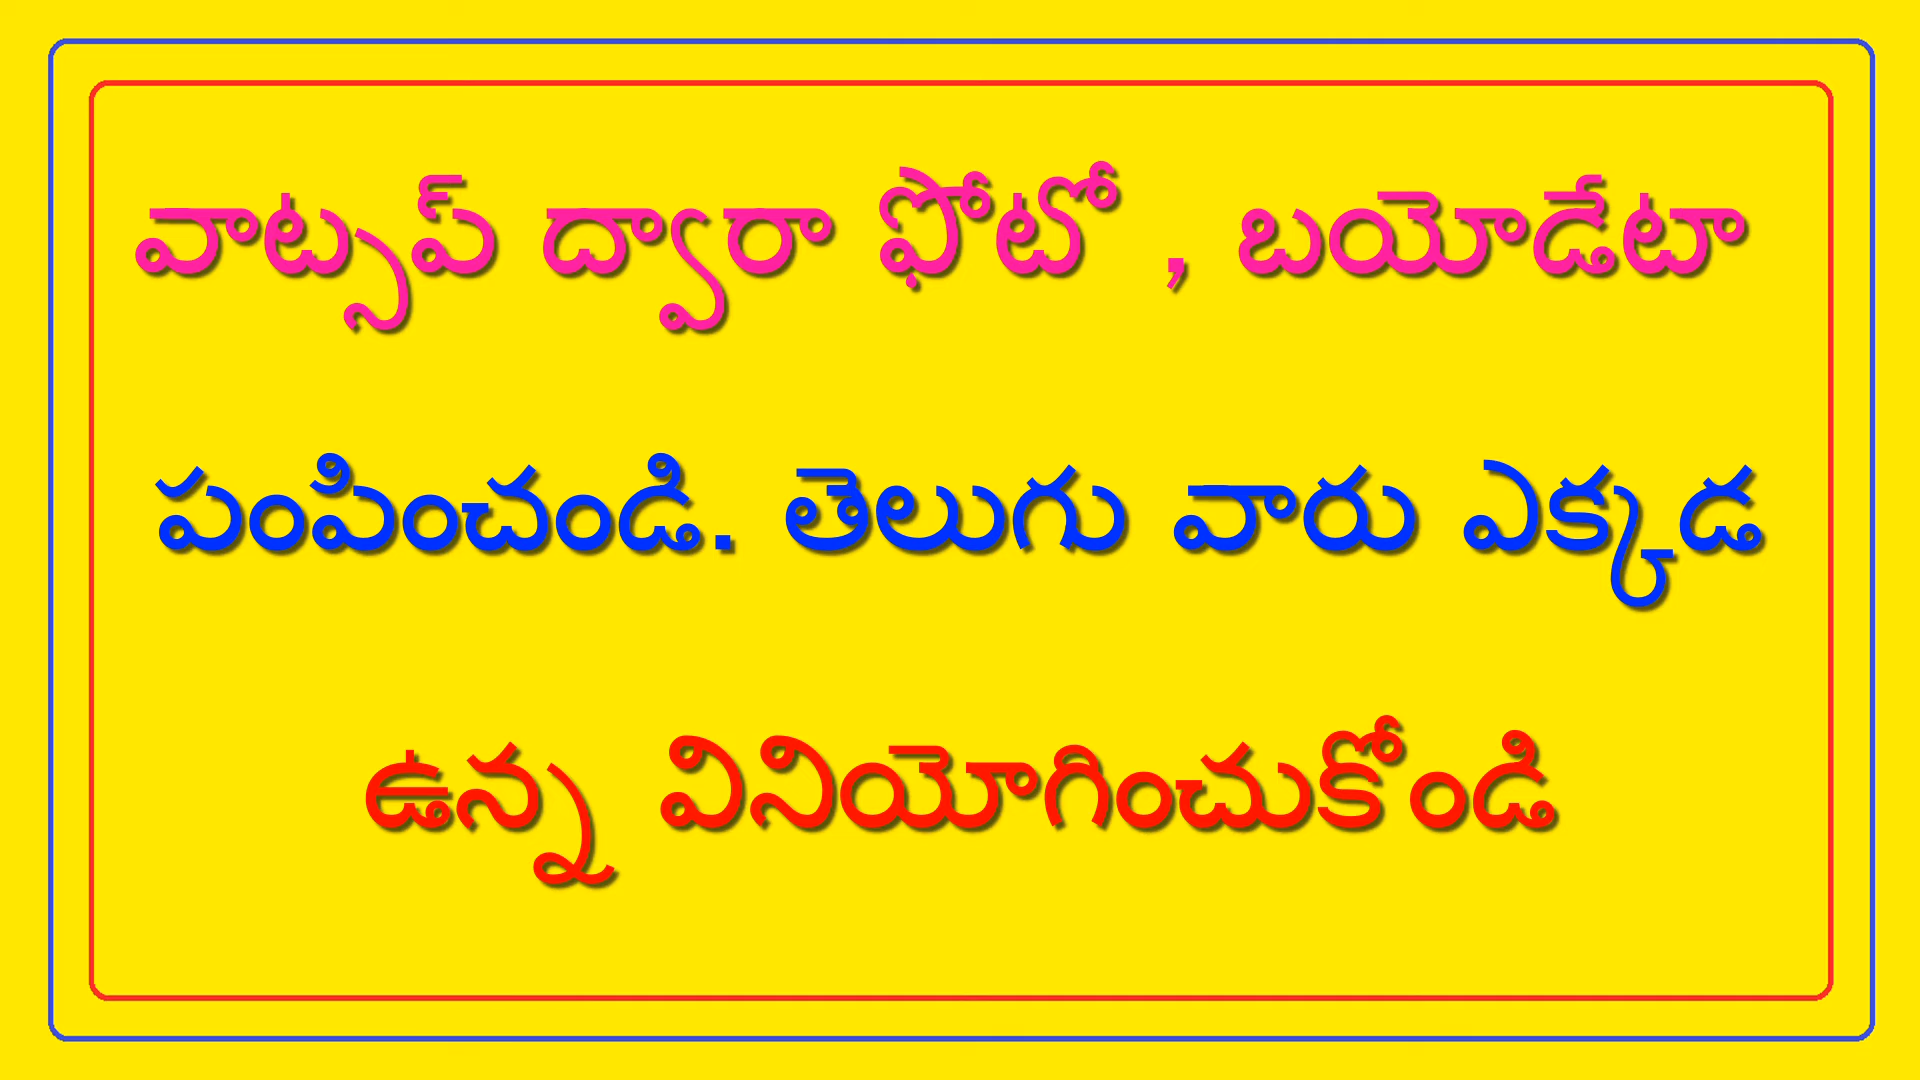 వాట్సప్ ద్వారా ఫోటో , బయోడేటా
పంపించండి. తెలుగు వారు ఎక్కడ
ఉన్న వినియోగించుకోండి